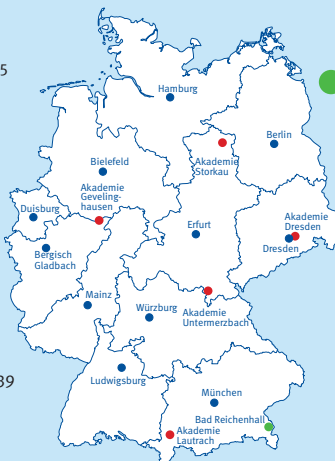 5
Hamburg
Berlin
Bielefeld
Akademie
Storkau
Akademie
Geveling-
hausen
Duisburg
Akademie
Dresden
Erfurt
Dresden
Bergisch
Gladbach
Mainz
Würzburg
Akademie
Untermerzbach
39
Ludwigsburg
München
Bad Reichenhall
Akademie
Lautrach